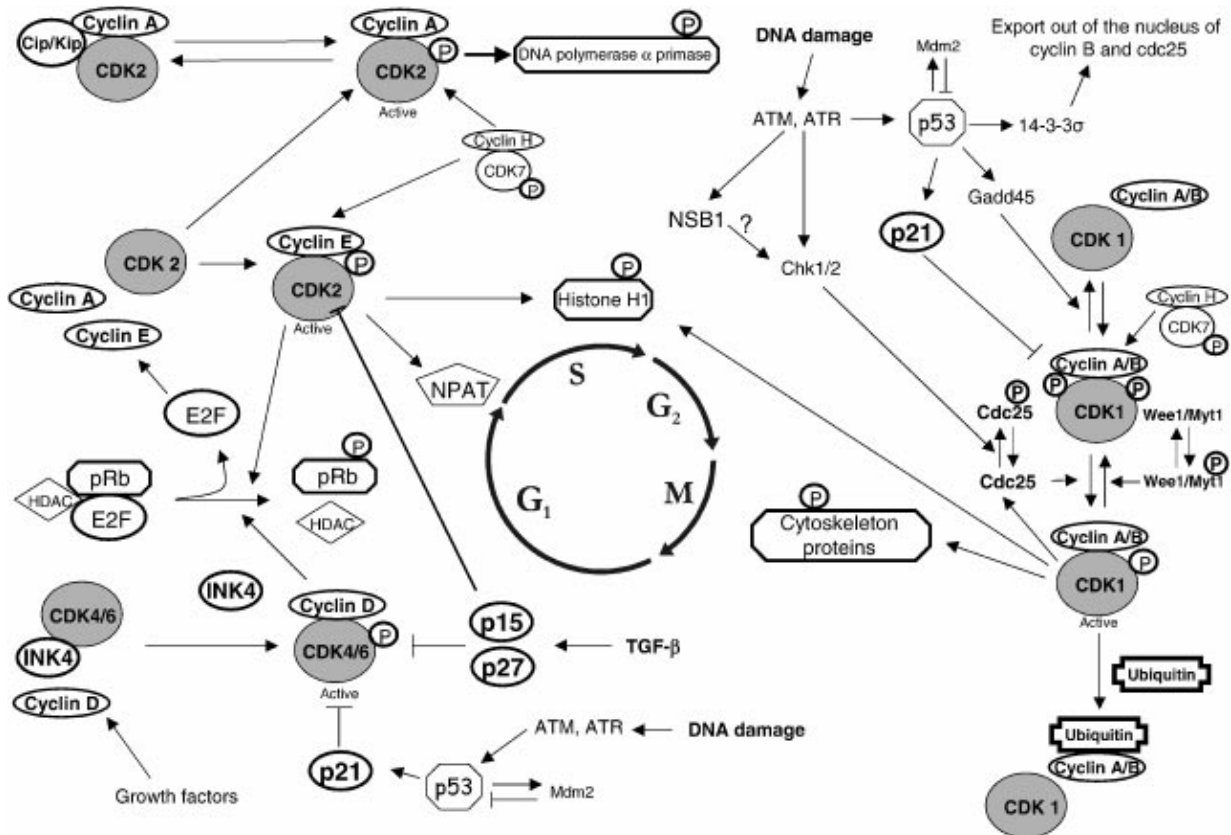 Cyclin A
Cip/Kip
CDK2
Cyclin A
P
CDK2
Active
P
DNA polymerase α primase
Cyclin H
CDK7
P
CDK 2
Cyclin E
P
CDK2
Active
Cyclin A
Cyclin E
E2F
P
Histone H1
NPAT
pRb
HDAC
E2F
P
pRb
HDAC
S
G2
M
G1
INK4
CDK4/6
INK4
Cyclin D
Growth factors
Cyclin D
P
CDK4/6
Active
p15
p27
TGF-β
p21
p53
ATM, ATR
DNA damage
Mdm2
DNA damage
ATM, ATR
Mdm2
p53
14-3-3σ
Export out of the nucleus of
cyclin B and cdc25
NSB1
?
Chk1/2
p21
Gadd45
Cyclin A/B
CDK 1
Cyclin H
CDK7
P
Cyclin A/B
P
P
CDK1
P
Cdc25
Cdc25
Wee1/Myt1
P
Wee1/Myt1
P
Cytoskeleton
proteins
Cyclin A/B
P
CDK1
Active
Ubiquitin
Ubiquitin
Cyclin A/B
CDK 1